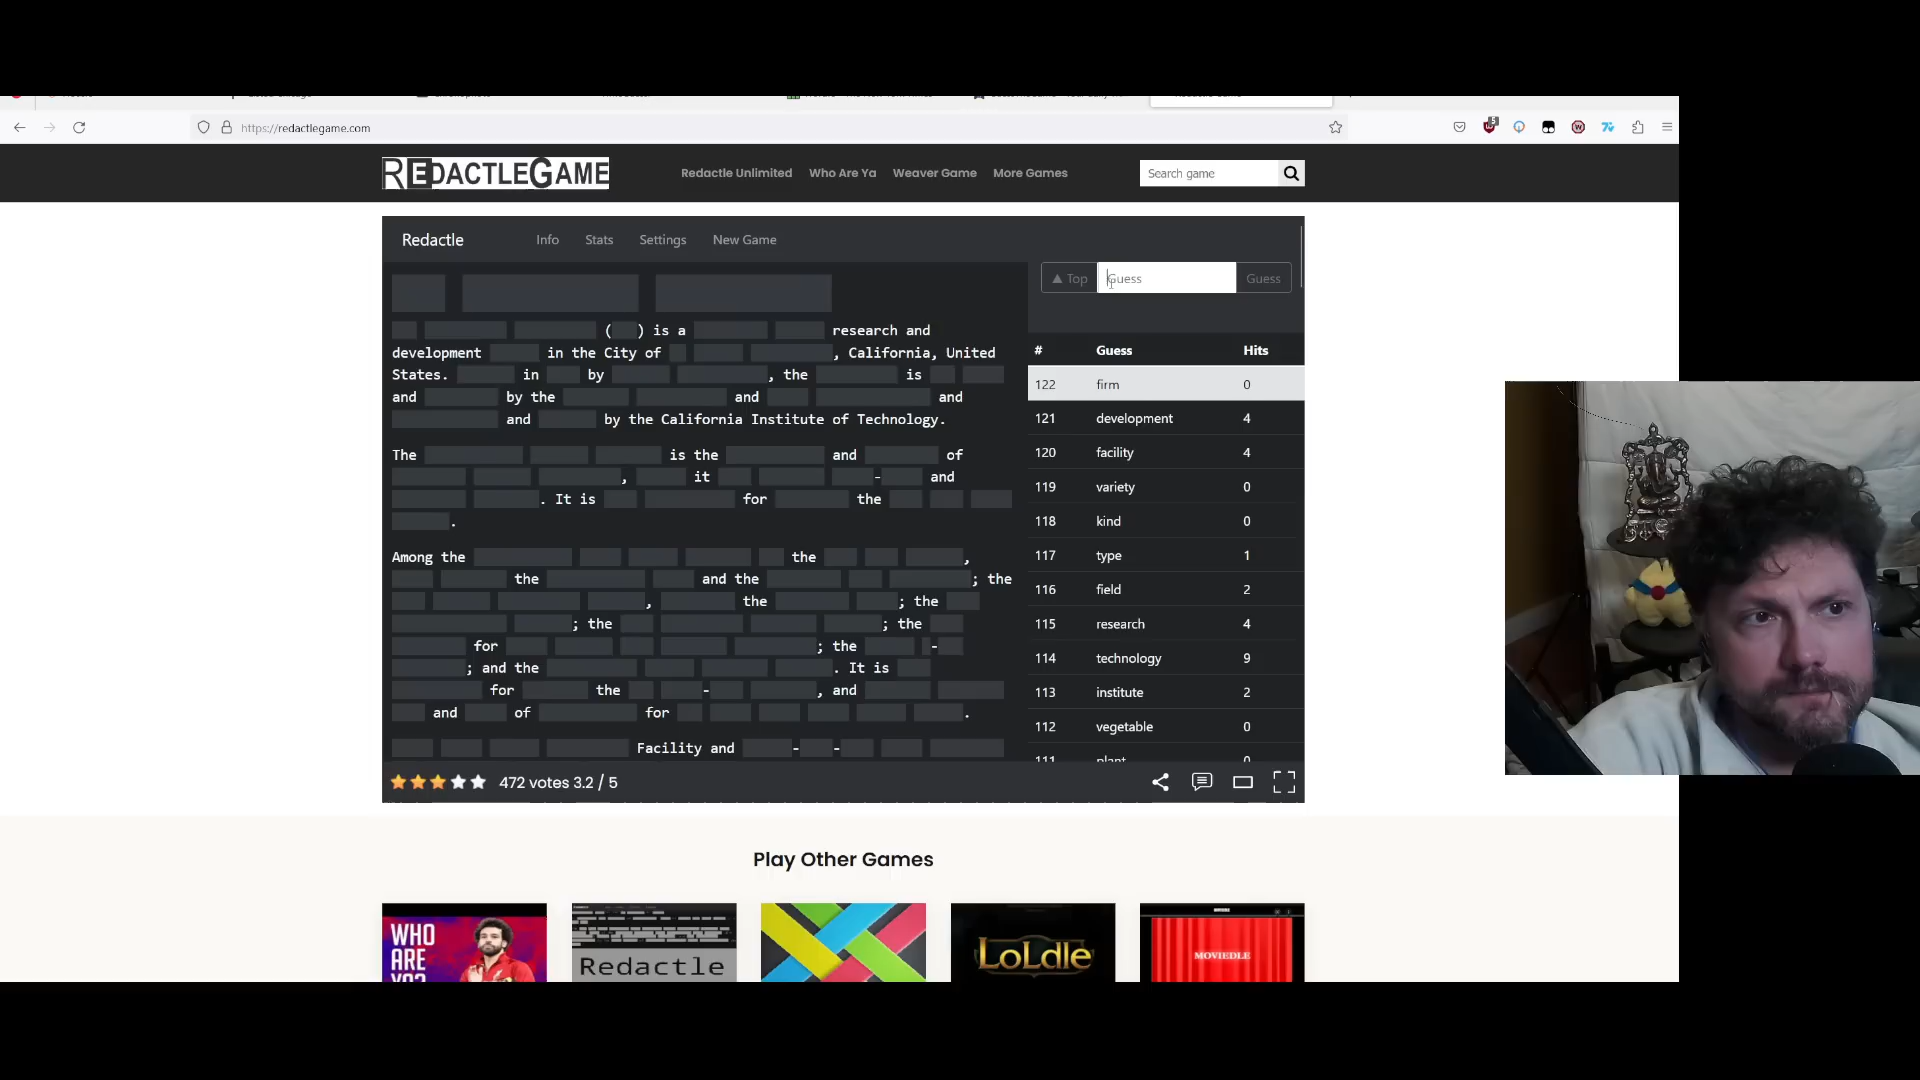 https://redactlegame.com
REDACTLEGAME
Redactle Unlimited
Who Are Ya
Weaver Game
More Games
Search game
Redactle
Info
Stats
Settings
New Game
▲ Top
Guess
Guess
( ) is a research and
development in the City of , California, United
States. in by , the is
and by the and and
and by the California Institute of Technology.
The is the and of
, it - and
. It is for the
.
Among the the ,
the and the ; the
, the ; the
; the ; the
for ; the -
; and the . It is
for the - , and
and of for .
Facility and - -
# Guess Hits
122 firm 0
121 development 4
120 facility 4
119 variety 0
118 kind 0
117 type 1
116 field 2
115 research 4
114 technology 9
113 institute 2
112 vegetable 0
111 plant 0
472 votes 3.2 / 5
Play Other Games
WHO
ARE
YA?
Redactle
LoLdle
MOVIEDLE